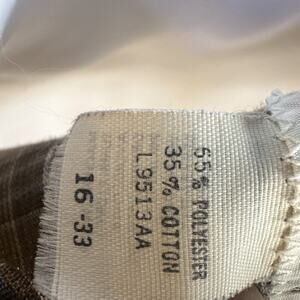 65% POLYESTER
35% COTTON
L9513AA
16-33